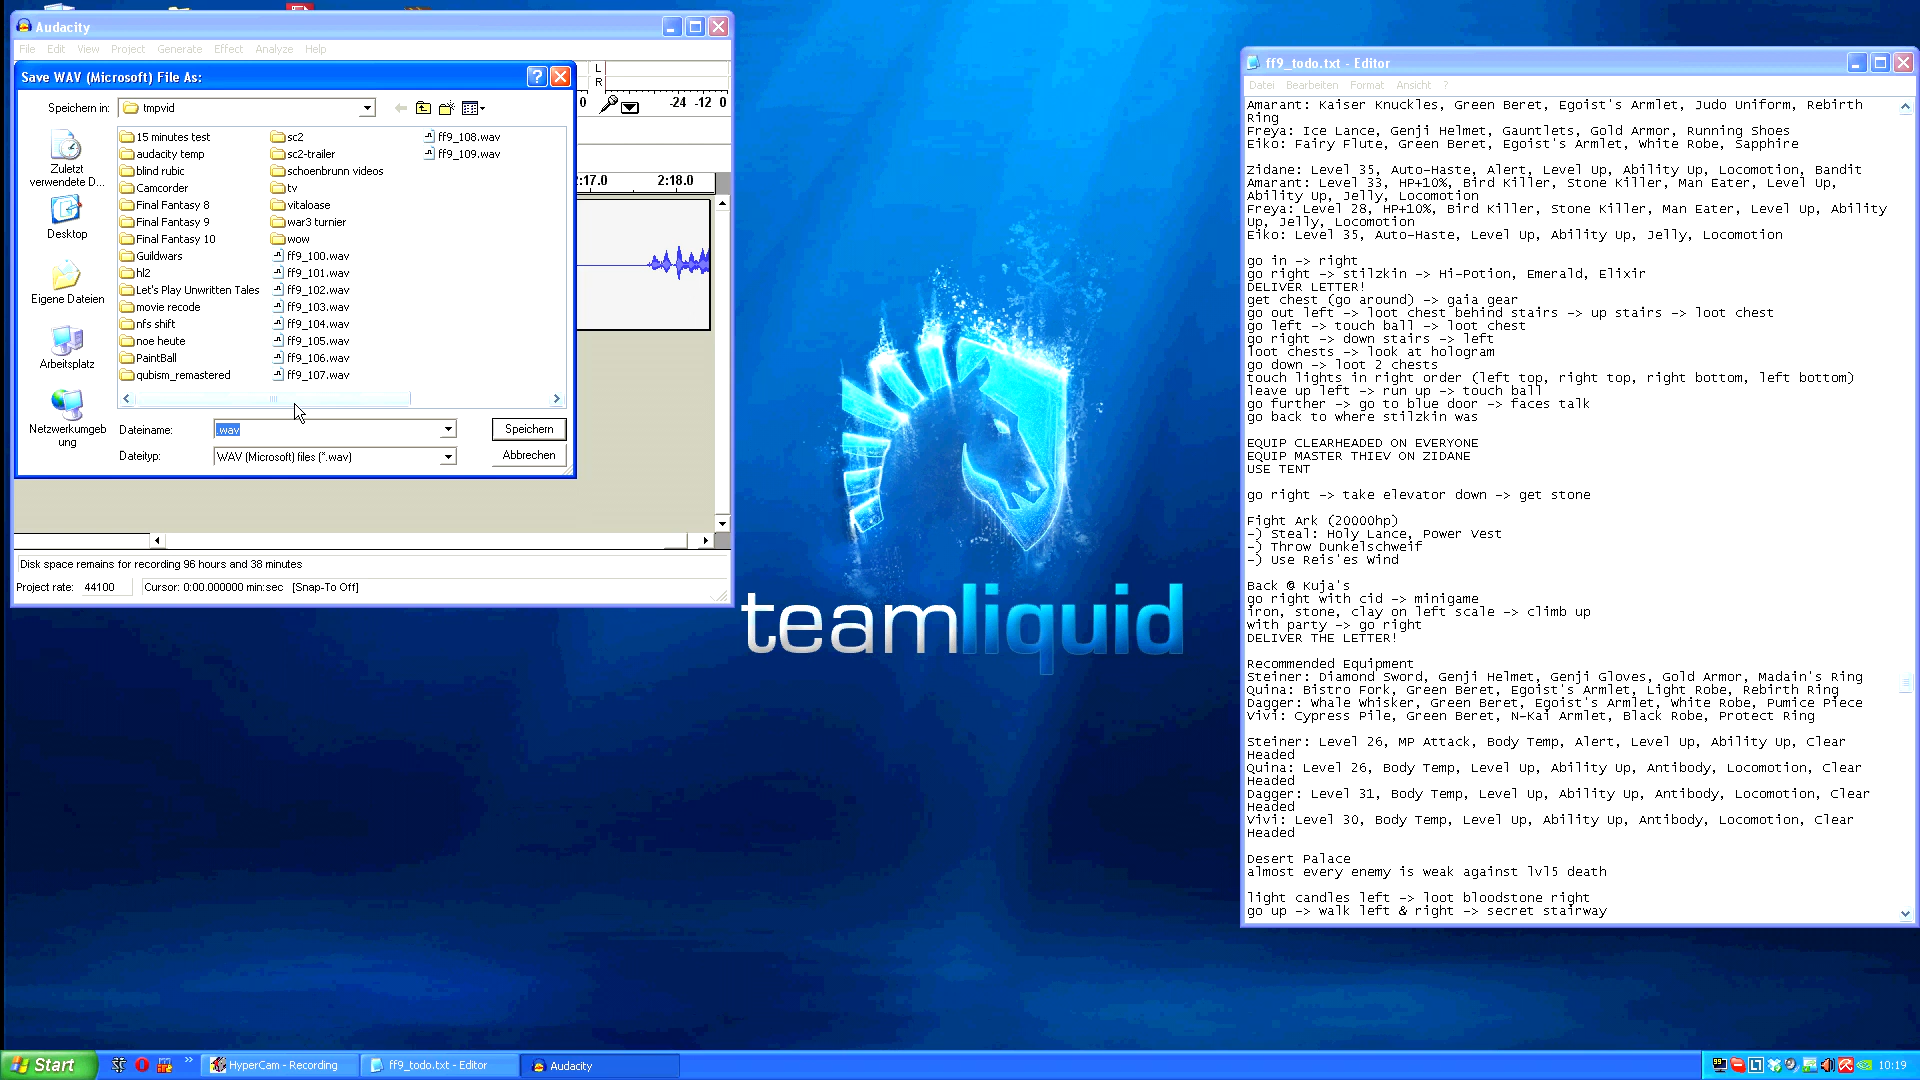 Audacity
File Edit View Project Generate Effect Analyze Help
Save WAV (Microsoft) File As:
Speichern in: tmpvid
Zuletzt verwendete D...
Desktop
Eigene Dateien
Arbeitsplatz
Netzwerkumgeb
ung
15 minutes test
audacity temp
blind rubic
Camcorder
Final Fantasy 8
Final Fantasy 9
Final Fantasy 10
Guildwars
hl2
Let's Play Unwritten Tales
movie recode
nfs shift
noe heute
PaintBall
qubism_remastered
sc2
sc2-trailer
schoenbrunn videos
tv
vitaloase
war3 turnier
wow
ff9_100.wav
ff9_101.wav
ff9_102.wav
ff9_103.wav
ff9_104.wav
ff9_105.wav
ff9_106.wav
ff9_107.wav
ff9_108.wav
ff9_109.wav
Dateiname: .wav Speichern
Dateityp: WAV (Microsoft) files (*.wav) Abbrechen
L
R
0 -24 -12 0
2:17.0 2:18.0
Disk space remains for recording 96 hours and 38 minutes
Project rate: 44100 Cursor: 0:00.000000 min:sec [Snap-To Off]
teamliquid
ff9_todo.txt - Editor
Datei Bearbeiten Format Ansicht ?
Amarant: Kaiser Knuckles, Green Beret, Egoist's Armlet, Judo Uniform, Rebirth
Ring
Freya: Ice Lance, Genji Helmet, Gauntlets, Gold Armor, Running Shoes
Eiko: Fairy Flute, Green Beret, Egoist's Armlet, White Robe, Sapphire
Zidane: Level 35, Auto-Haste, Alert, Level Up, Ability Up, Locomotion, Bandit
Amarant: Level 33, HP+10%, Bird Killer, Stone Killer, Man Eater, Level Up,
Ability Up, Jelly, Locomotion
Freya: Level 28, HP+10%, Bird Killer, Stone Killer, Man Eater, Level Up, Ability
Up, Jelly, Locomotion
Eiko: Level 35, Auto-Haste, Level Up, Ability Up, Jelly, Locomotion
go in -> right
go right -> stilzkin -> Hi-Potion, Emerald, Elixir
DELIVER LETTER!
get chest (go around) -> gaia gear
go out left -> loot chest behind stairs -> up stairs -> loot chest
go left -> touch ball -> loot chest
go right -> down stairs -> left
loot chests -> look at hologram
go down -> loot 2 chests
touch lights in right order (left top, right top, right bottom, left bottom)
leave up left -> run up -> touch ball
go further -> go to blue door -> faces talk
go back to where stilzkin was
EQUIP CLEARHEADED ON EVERYONE
EQUIP MASTER THIEV ON ZIDANE
USE TENT
go right -> take elevator down -> get stone
Fight Ark (20000hp)
-) Steal: Holy Lance, Power Vest
-) Throw Dunkelschweif
-) Use Reis'es Wind
Back @ Kuja's
go right with cid -> minigame
iron, stone, clay on left scale -> climb up
with party -> go right
DELIVER THE LETTER!
Recommended Equipment
Steiner: Diamond Sword, Genji Helmet, Genji Gloves, Gold Armor, Madain's Ring
Quina: Bistro Fork, Green Beret, Egoist's Armlet, Light Robe, Rebirth Ring
Dagger: Whale Whisker, Green Beret, Egoist's Armlet, White Robe, Pumice Piece
Vivi: Cypress Pile, Green Beret, N-Kai Armlet, Black Robe, Protect Ring
Steiner: Level 26, MP Attack, Body Temp, Alert, Level Up, Ability Up, Clear
Headed
Quina: Level 26, Body Temp, Level Up, Ability Up, Antibody, Locomotion, Clear
Headed
Dagger: Level 31, Body Temp, Level Up, Ability Up, Antibody, Locomotion, Clear
Headed
Vivi: Level 30, Body Temp, Level Up, Ability Up, Antibody, Locomotion, Clear
Headed
Desert Palace
almost every enemy is weak against lvl5 death
light candles left -> loot bloodstone right
go up -> walk left & right -> secret stairway
Start HyperCam - Recording ff9_todo.txt - Editor Audacity 10:19